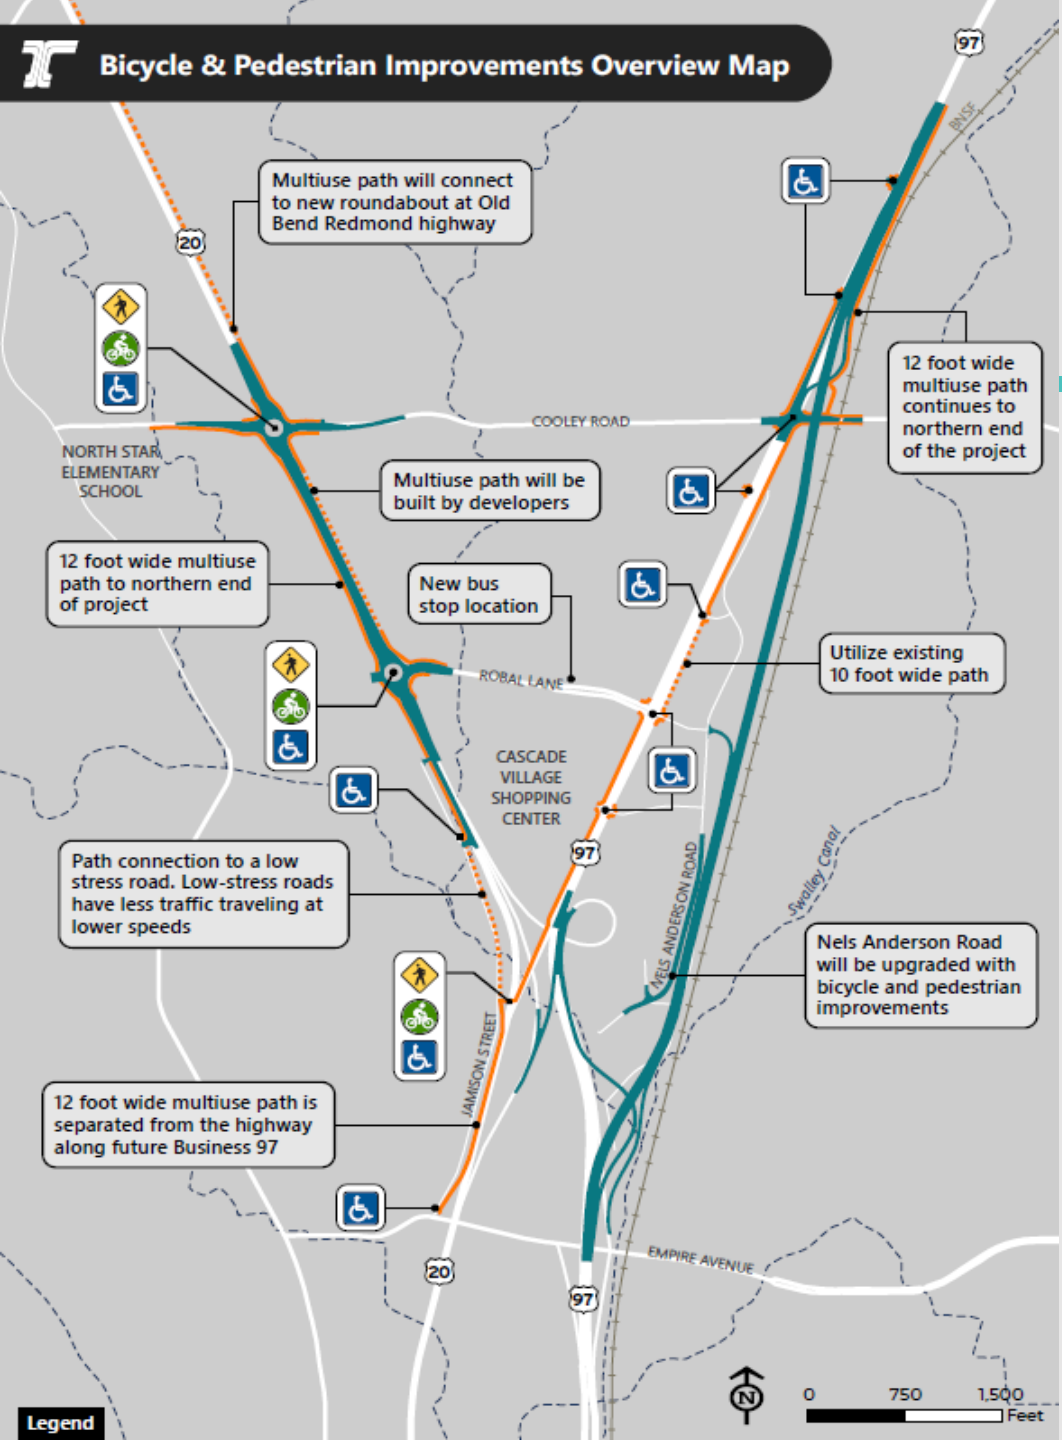 Bicycle & Pedestrian Improvements Overview Map
97
BNSF
Multiuse path will connect
to new roundabout at Old
Bend Redmond highway
20
12 foot wide
multiuse path
continues to
northern end
of the project
COOLEY ROAD
NORTH STAR
ELEMENTARY
SCHOOL
Multiuse path will be
built by developers
12 foot wide multiuse
path to northern end
of project
New bus
stop location
Utilize existing
10 foot wide path
ROBAL LANE
CASCADE
VILLAGE
SHOPPING
CENTER
97
Path connection to a low
stress road. Low-stress roads
have less traffic traveling at
lower speeds
NELS ANDERSON ROAD
Swalley Canal
Nels Anderson Road
will be upgraded with
bicycle and pedestrian
improvements
JAMISON STREET
12 foot wide multiuse path is
separated from the highway
along future Business 97
EMPIRE AVENUE
20
97
N
0 750 1,500
Feet
Legend